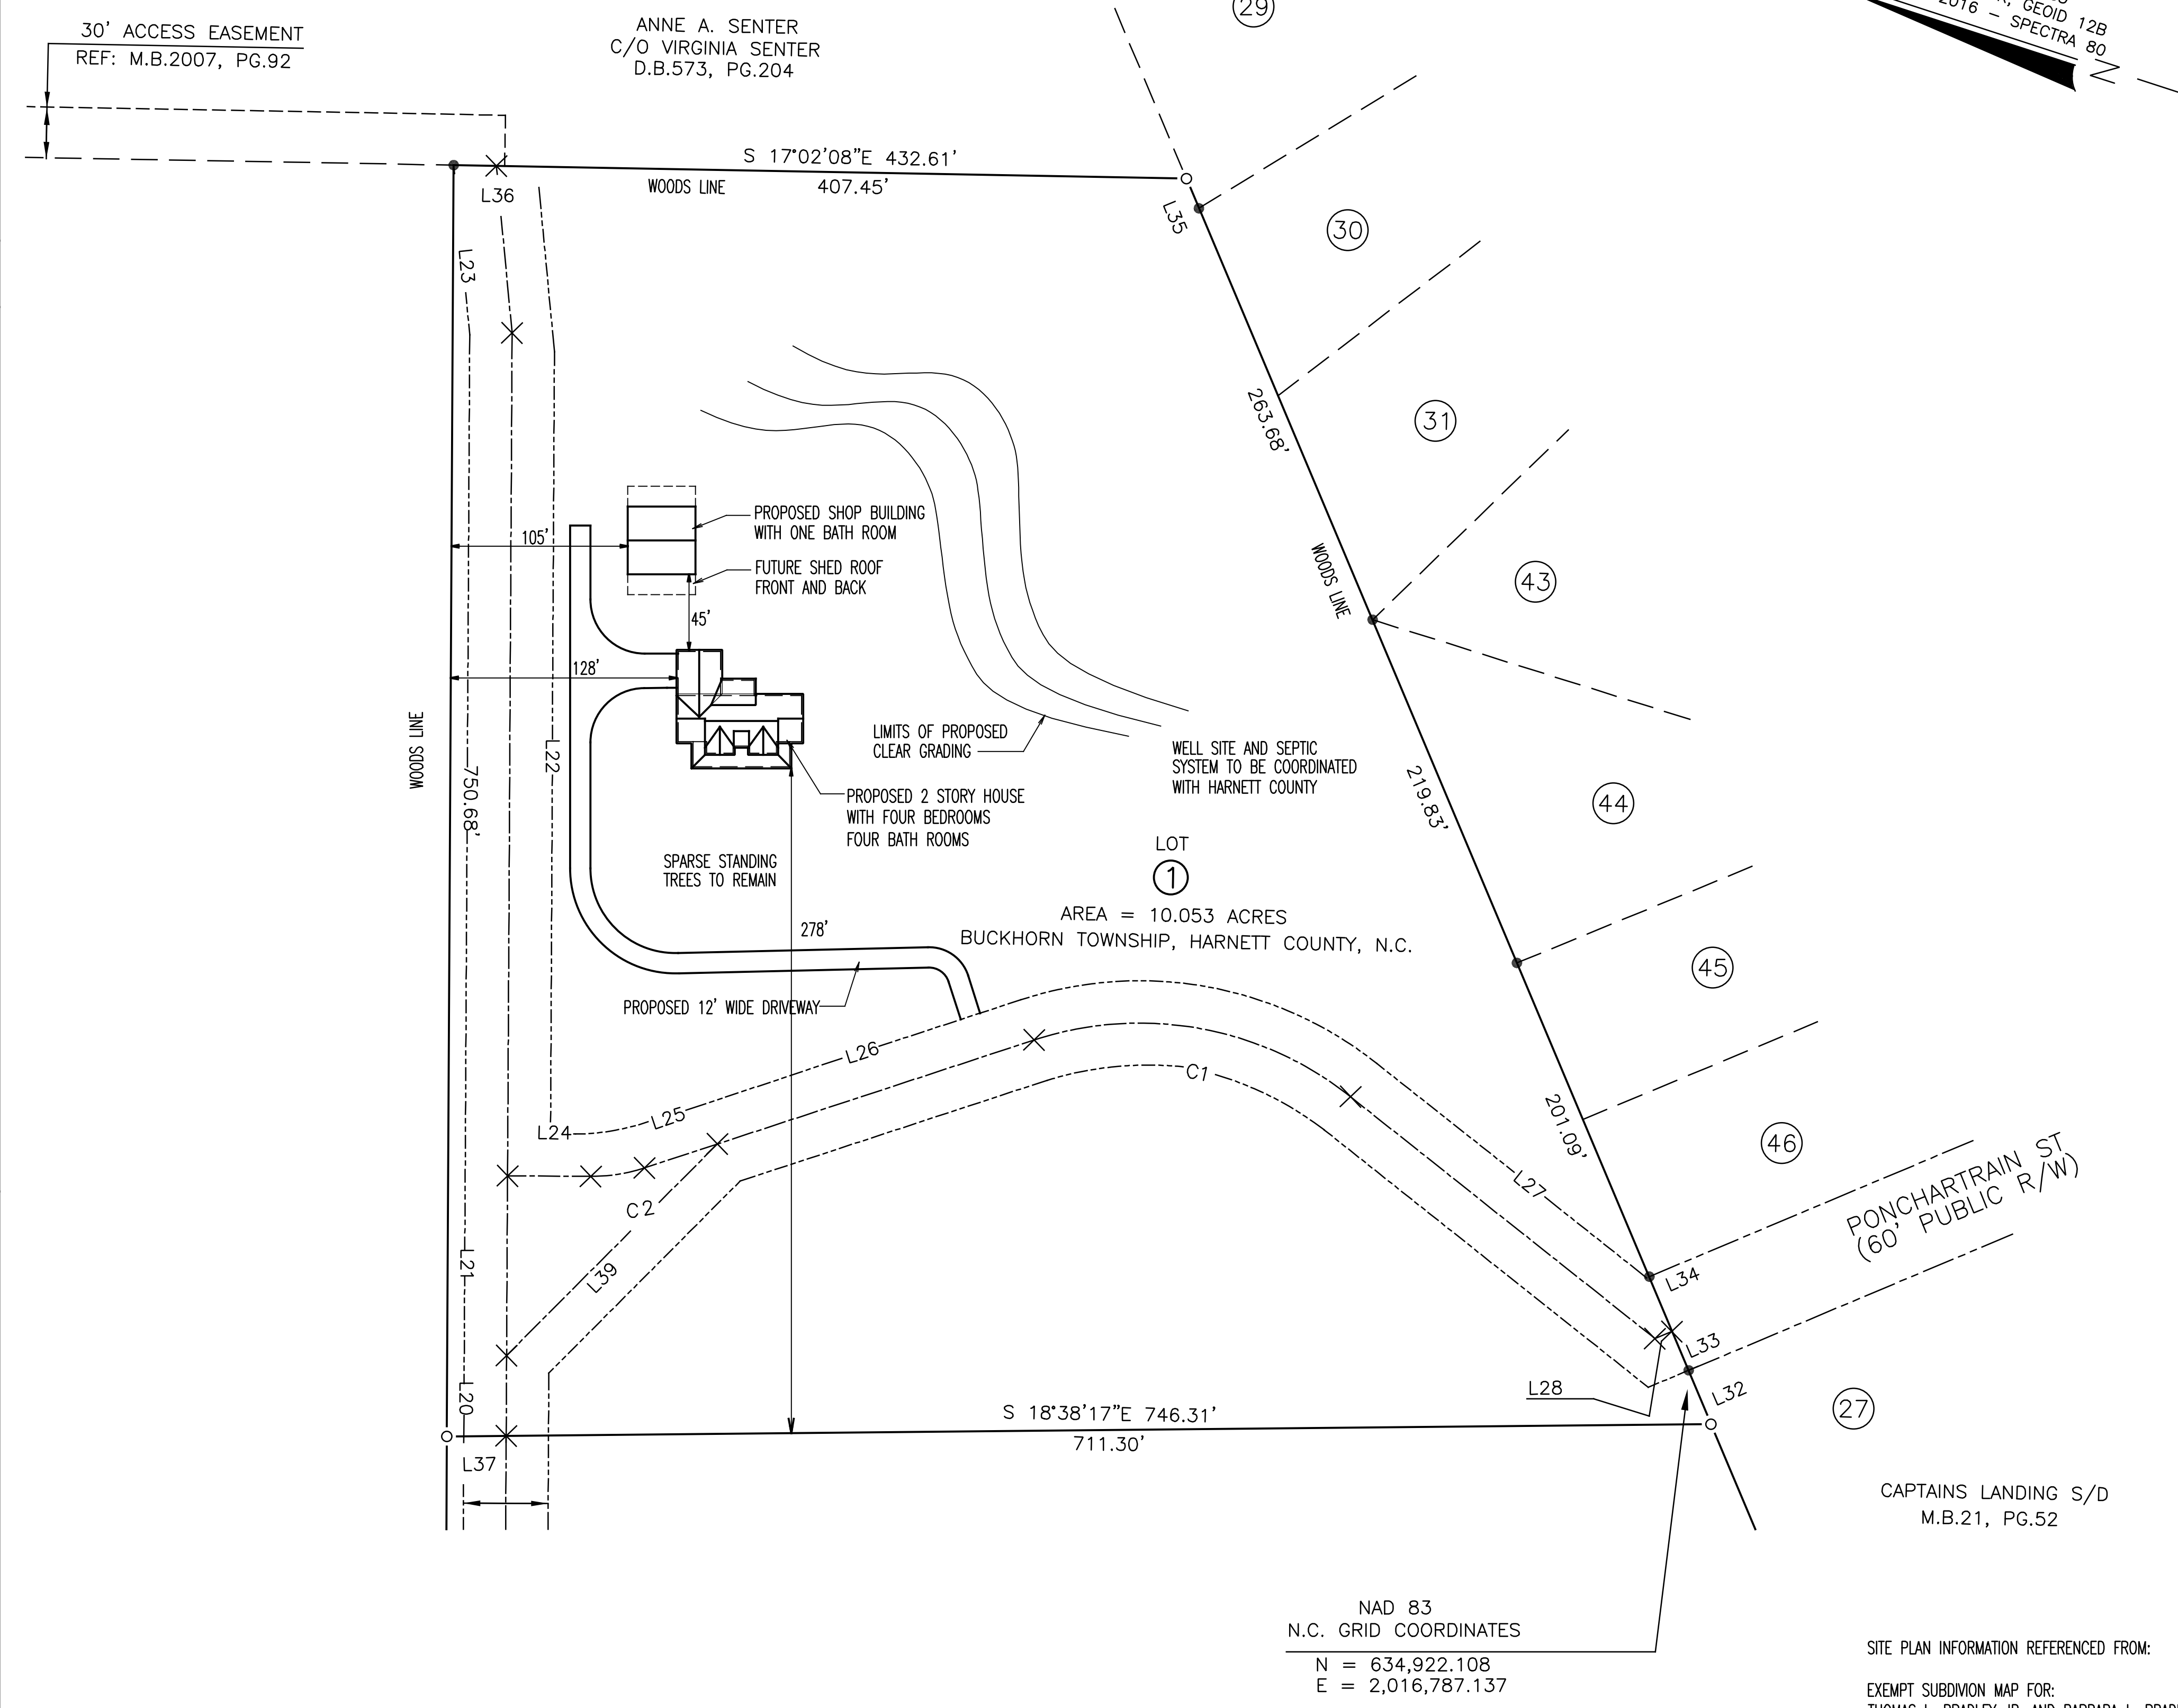 30' ACCESS EASEMENT
REF: M.B.2007, PG.92
ANNE A. SENTER
C/O VIRGINIA SENTER
D.B.573, PG.204
29
GEOID 12B
2016 – SPECTRA 80
N
S 17°02'08"E 432.61'
WOODS LINE
407.45'
L36
L35
L23
30
31
263.68'
WOODS LINE
43
105'
PROPOSED SHOP BUILDING
WITH ONE BATH ROOM
FUTURE SHED ROOF
FRONT AND BACK
45'
128'
WOODS LINE
750.68'
L22
LIMITS OF PROPOSED
CLEAR GRADING
WELL SITE AND SEPTIC
SYSTEM TO BE COORDINATED
WITH HARNETT COUNTY
219.83'
44
PROPOSED 2 STORY HOUSE
WITH FOUR BEDROOMS
FOUR BATH ROOMS
SPARSE STANDING
TREES TO REMAIN
LOT
1
AREA = 10.053 ACRES
BUCKHORN TOWNSHIP, HARNETT COUNTY, N.C.
278'
45
PROPOSED 12' WIDE DRIVEWAY
L26
C1
L25
L24
201.09'
46
C2
L27
PONCHARTRAIN ST
(60' PUBLIC R/W)
L21
L39
L34
L33
L20
L28
L32
27
S 18°38'17"E 746.31'
711.30'
L37
CAPTAINS LANDING S/D
M.B.21, PG.52
NAD 83
N.C. GRID COORDINATES
N = 634,922.108
E = 2,016,787.137
SITE PLAN INFORMATION REFERENCED FROM:
EXEMPT SUBDIVION MAP FOR: